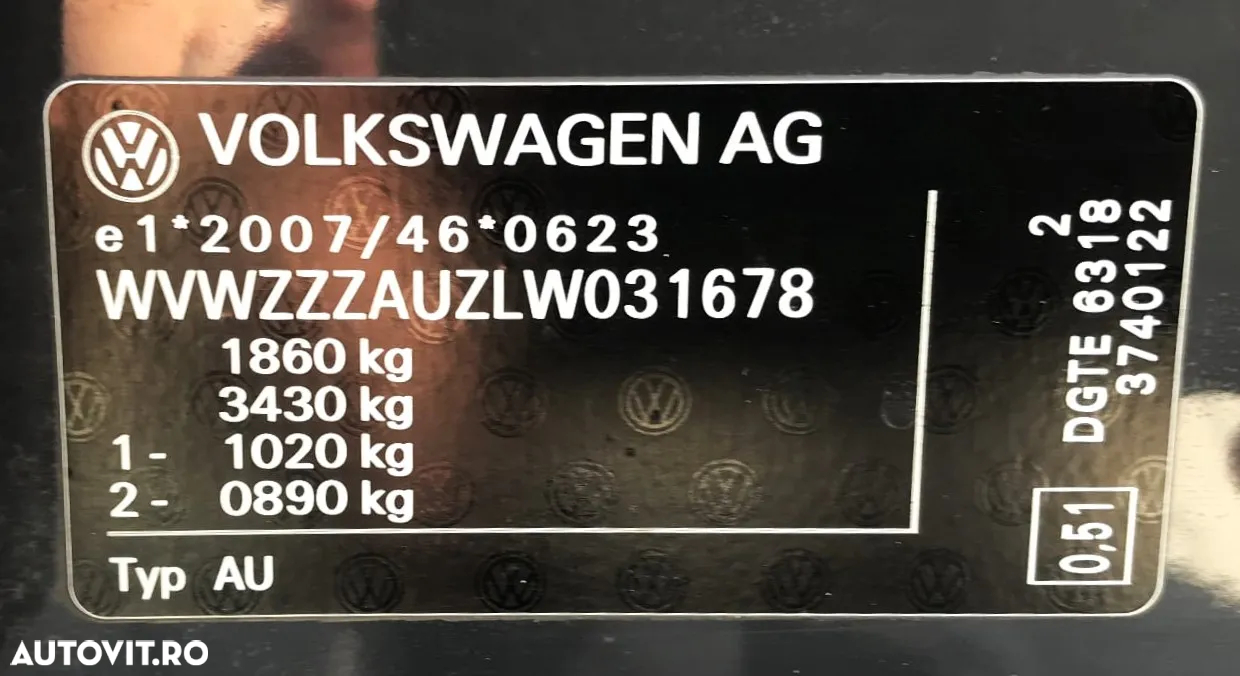 VOLKSWAGEN AG
e1*2007/46*0623
WVWZZZAUZLW031678
1860 kg
3430 kg
1- 1020 kg
2- 0890 kg
Typ AU
2
DGTE 6318
3740122
0,51
AUTOVIT.RO